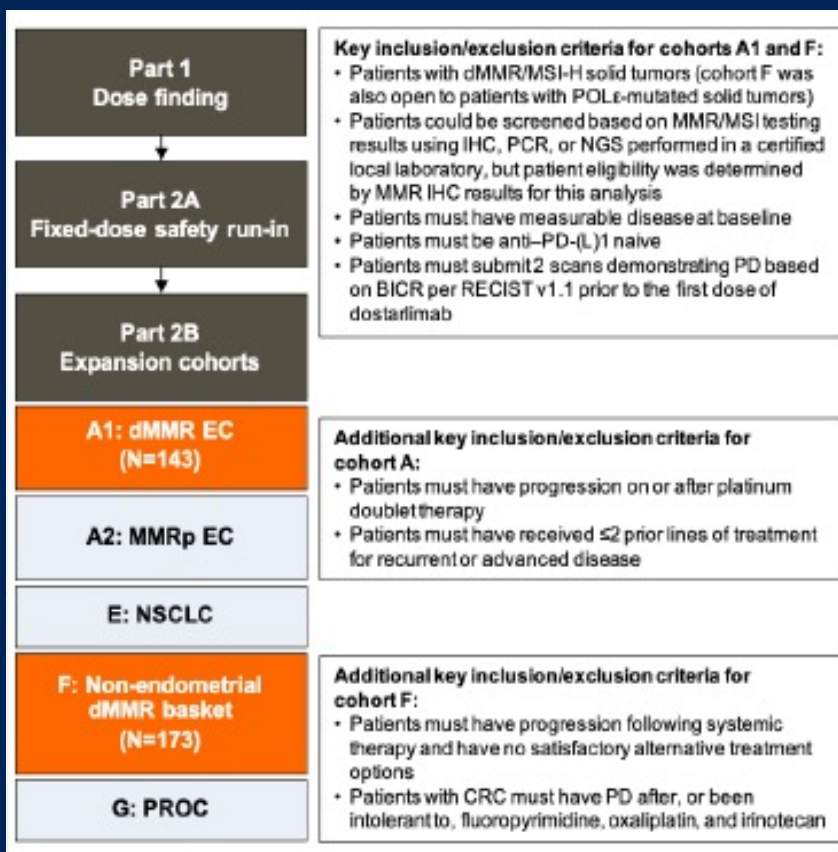 Part 1
Dose finding
Part 2A
Fixed-dose safety run-in
Part 2B
Expansion cohorts
A1: dMMR EC
(N=143)
A2: MMRp EC
E: NSCLC
F: Non-endometrial
dMMR basket
(N=173)
G: PROC
Key inclusion/exclusion criteria for cohorts A1 and F:
• Patients with dMMR/MSI-H solid tumors (cohort F was
also open to patients with POLε-mutated solid tumors)
• Patients could be screened based on MMR/MSI testing
results using IHC, PCR, or NGS performed in a certified
local laboratory, but patient eligibility was determined
by MMR IHC results for this analysis
• Patients must have measurable disease at baseline
• Patients must be anti–PD-(L)1 naive
• Patients must submit 2 scans demonstrating PD based
on BICR per RECIST v1.1 prior to the first dose of
dostarlimab
Additional key inclusion/exclusion criteria for
cohort A:
• Patients must have progression on or after platinum
doublet therapy
• Patients must have received ≤2 prior lines of treatment
for recurrent or advanced disease
Additional key inclusion/exclusion criteria for
cohort F:
• Patients must have progression following systemic
therapy and have no satisfactory alternative treatment
options
• Patients with CRC must have PD after, or been
intolerant to, fluoropyrimidine, oxaliplatin, and irinotecan